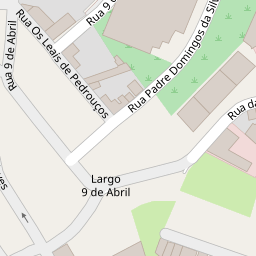 Rua 9 d
Rua Os Leais de Pedrouços
Rua 9 de Abril
Rua Padre Domingos da Silv
Rua da
Largo
9 de Abril
es